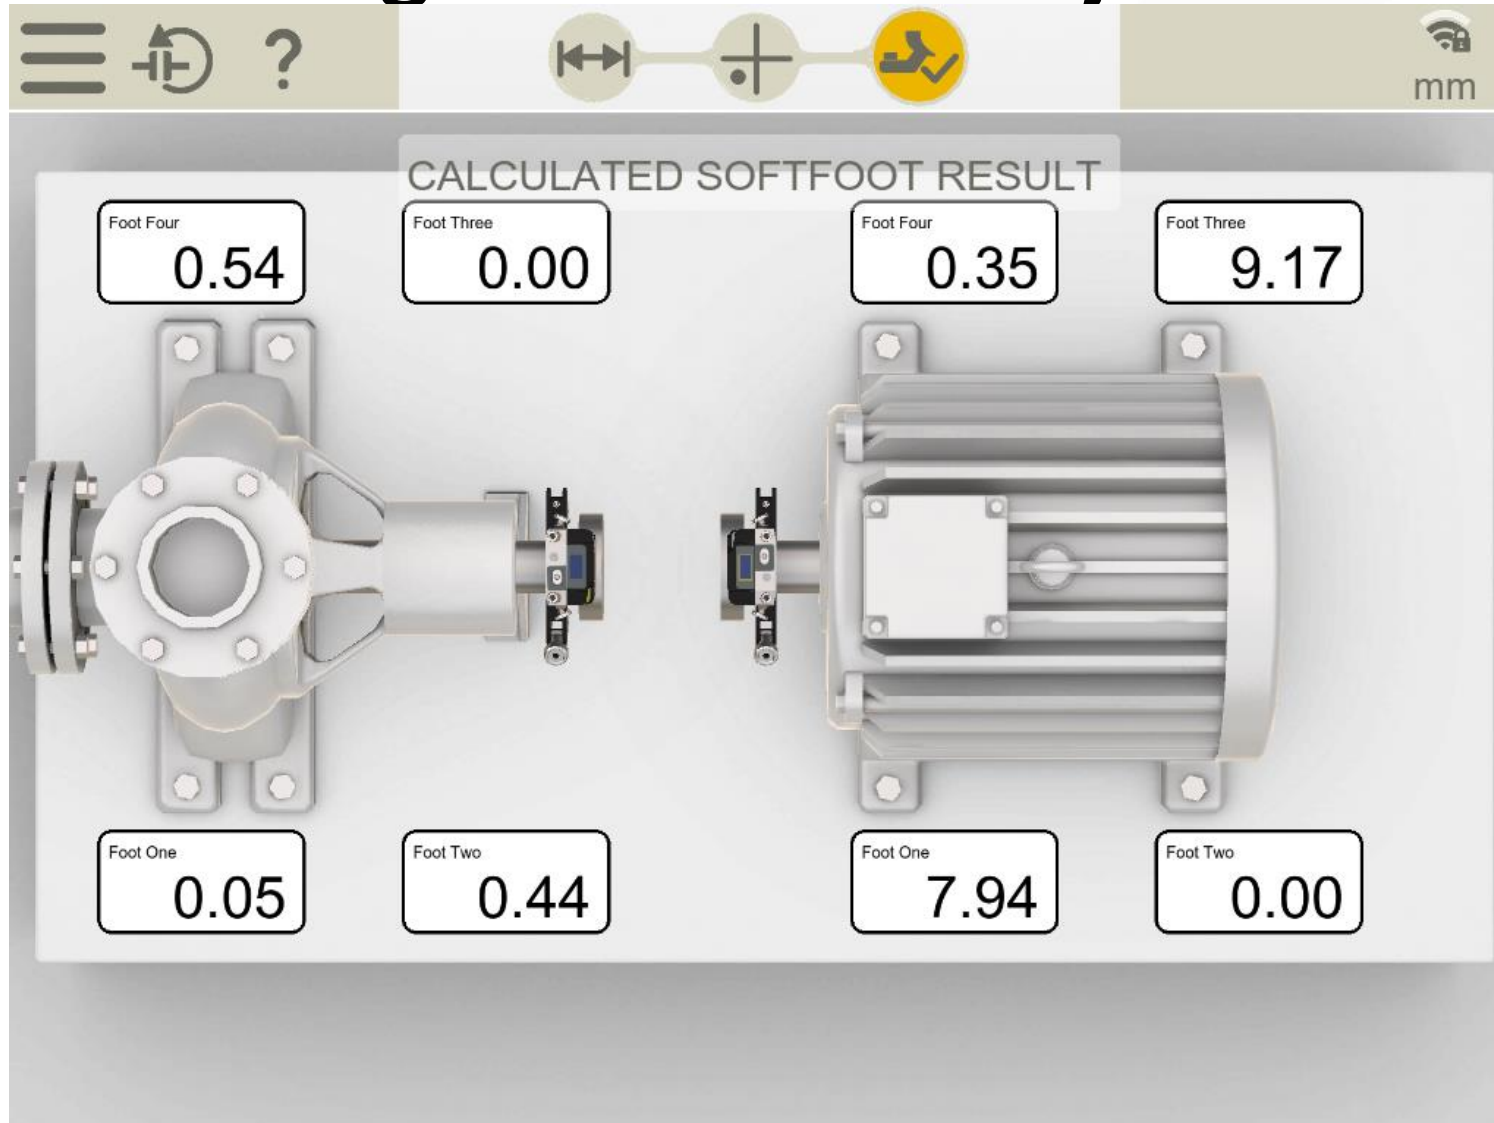 ?
mm
CALCULATED SOFTFOOT RESULT
Foot Four
0.54
Foot Three
0.00
Foot Four
0.35
Foot Three
9.17
Foot One
0.05
Foot Two
0.44
Foot One
7.94
Foot Two
0.00